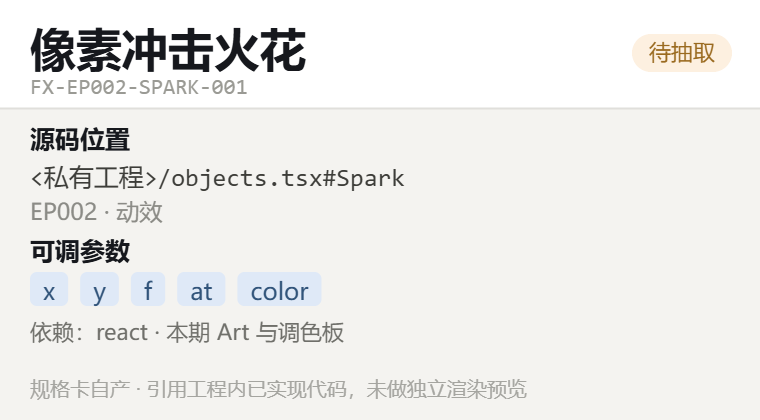 像素冲击火花
待抽取
FX-EP002-SPARK-001
源码位置
<私有工程>/objects.tsx#Spark
EP002 · 动效
可调参数
x y f at color
依赖：react · 本期 Art 与调色板
规格卡自产 · 引用工程内已实现代码，未做独立渲染预览